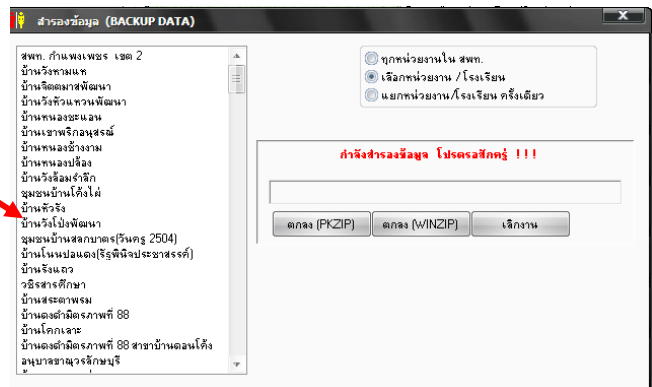 สำรองข้อมูล (BACKUP DATA)
X
สพท. กำแพงเพชร เขต 2
บ้านวังหามแห
บ้านจิตตมาสพัฒนา
บ้านวังหัวแหวนพัฒนา
บ้านหนองชะแอน
บ้านเขาพริกอนุสรณ์
บ้านหนองช้างงาม
บ้านหนองปล้อง
บ้านวังล้อมรำลึก
ชุมชนบ้านโค้งไผ่
บ้านหัวรัง
บ้านวังโป่งพัฒนา
ชุมชนบ้านสลกบาตร(วันครู 2504)
บ้านโนนปอแดง(รัฐพินิจประชาสรรค์)
บ้านรังแถว
วชิรสารศึกษา
บ้านสระตาพรม
บ้านดงดำมิตรภาพที่ 88
บ้านโคกเลาะ
บ้านดงดำมิตรภาพที่ 88 สาขาบ้านดอนโค้ง
อนุบาลขาณุวรลักษบุรี
ทุกหน่วยงานใน สพท.
เลือกหน่วยงาน /โรงเรียน
แยกหน่วยงาน/โรงเรียน ครั้งเดียว
กำลังสำรองข้อมูล โปรดรอสักครู่ !!!
ตกลง (PKZIP)
ตกลง (WINZIP)
เลิกงาน